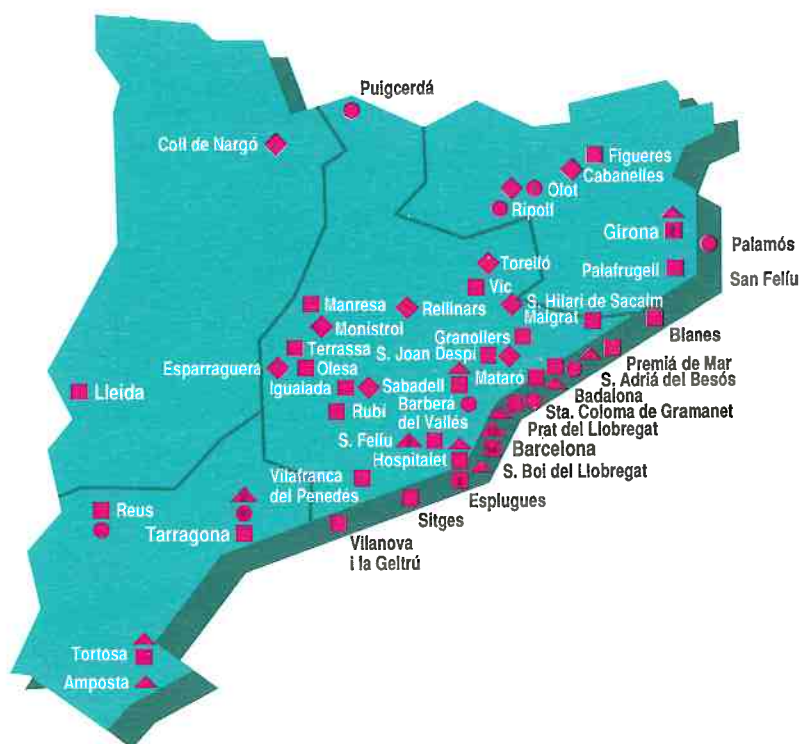 Puigcerdá
Coll de Nargó
Figueres
Cabanelles
Olot
Ripoll
Girona
Palamós
Torelló
Palafrugell
San Felíu
Vic
Manresa
Rellinars
S. Hilari de Sacalm
Malgrat
Monistrol
Granollers
Blanes
Terrassa
S. Joan Despí
Premiá de Mar
Esparraguera
Olesa
Mataró
S. Adriá del Besós
Igualada
Sabadell
Badalona
Lleida
Barberá
del Vallés
Sta. Coloma de Gramanet
Rubí
Prat del Llobregat
S. Felíu
Barcelona
Hospitalet
S. Boi del Llobregat
Vilafranca
del Penedés
Esplugues
Sitges
Reus
Tarragona
Vilanova
i la Geltrú
Tortosa
Amposta